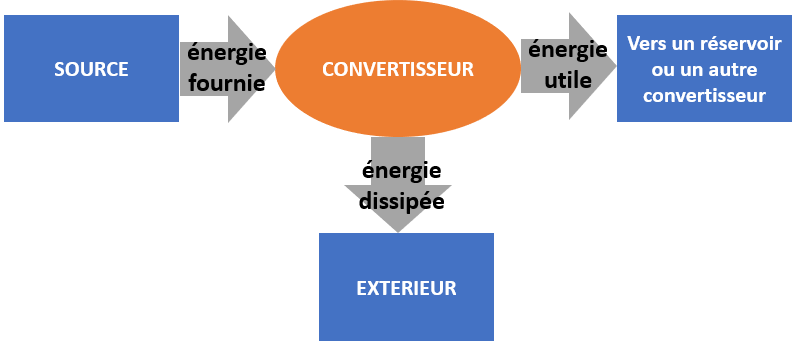 SOURCE
énergie
fournie
CONVERTISSEUR
énergie
utile
Vers un réservoir
ou un autre
convertisseur
énergie
dissipée
EXTERIEUR